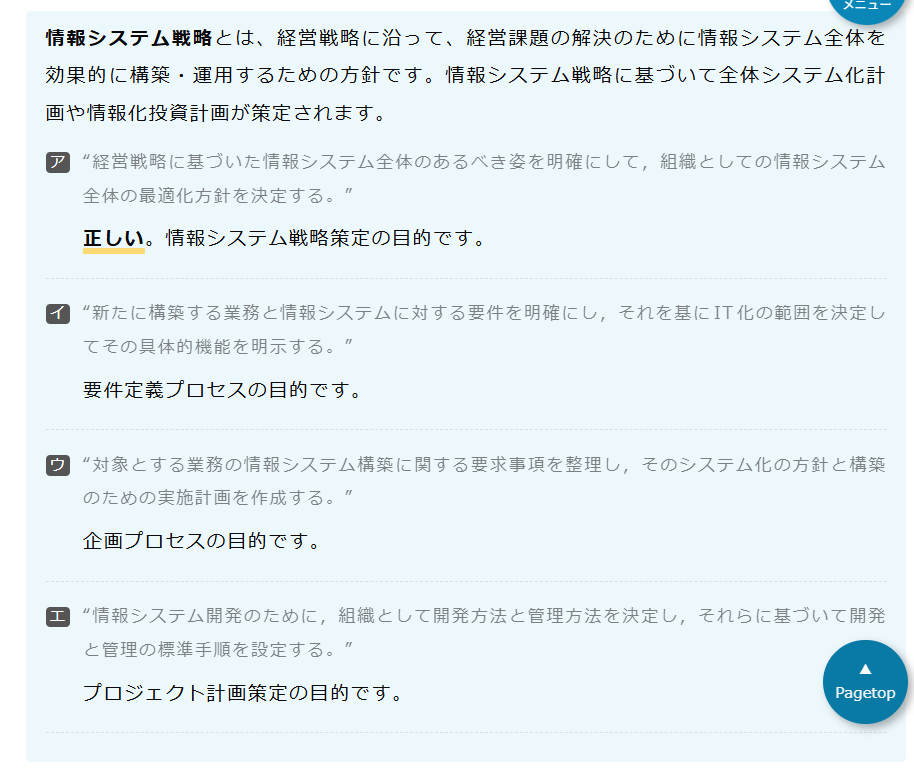 メニュー
情報システム戦略とは、経営戦略に沿って、経営課題の解決のために情報システム全体を
効果的に構築・運用するための方針です。情報システム戦略に基づいて全体システム化計
画や情報化投資計画が策定されます。
ア “経営戦略に基づいた情報システム全体のあるべき姿を明確にして，組織としての情報システム
全体の最適化方針を決定する。”
正しい。情報システム戦略策定の目的です。
イ “新たに構築する業務と情報システムに対する要件を明確にし，それを基にIT化の範囲を決定し
てその具体的機能を明示する。”
要件定義プロセスの目的です。
ウ “対象とする業務の情報システム構築に関する要求事項を整理し，そのシステム化の方針と構築
のための実施計画を作成する。”
企画プロセスの目的です。
エ “情報システム開発のために，組織として開発方法と管理方法を決定し，それらに基づいて開発
と管理の標準手順を設定する。”
プロジェクト計画策定の目的です。
▲
Pagetop